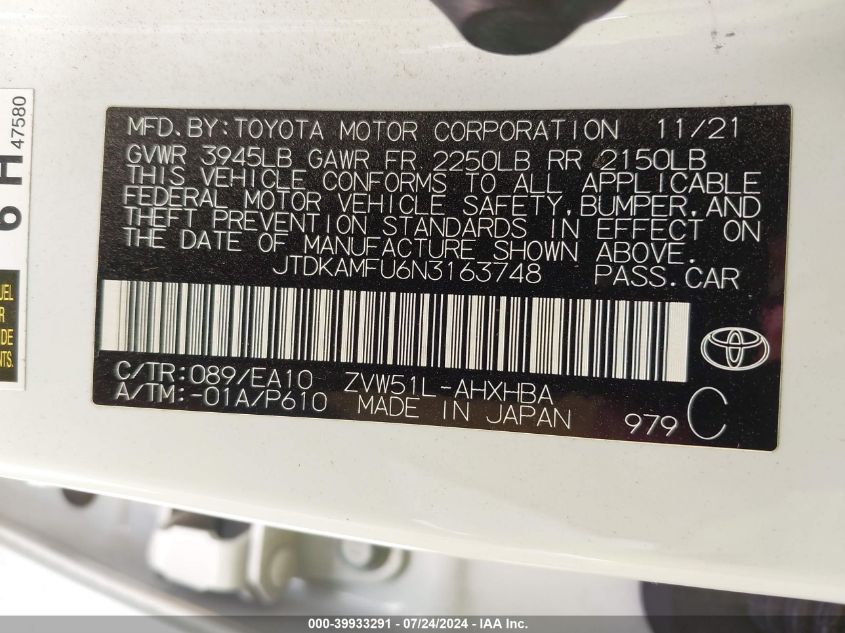 MFD.BY:TOYOTA MOTOR CORPORATION 11/21
GVWR 3945LB GAWR FR 2250LB RR 2150LB
THIS VEHICLE CONFORMS TO ALL APPLICABLE
FEDERAL MOTOR VEHICLE SAFETY,BUMPER,AND
THEFT PREVENTION STANDARDS IN EFFECT ON
THE DATE OF MANUFACTURE SHOWN ABOVE.
JTDKAMFU6N3163748 PASS.CAR
C/TR:089/EA10 ZVW51L-AHXHBA
A/TM:-01A/P610 MADE IN JAPAN 979 C
6 H
47580
000-39933291 - 07/24/2024 - IAA Inc.